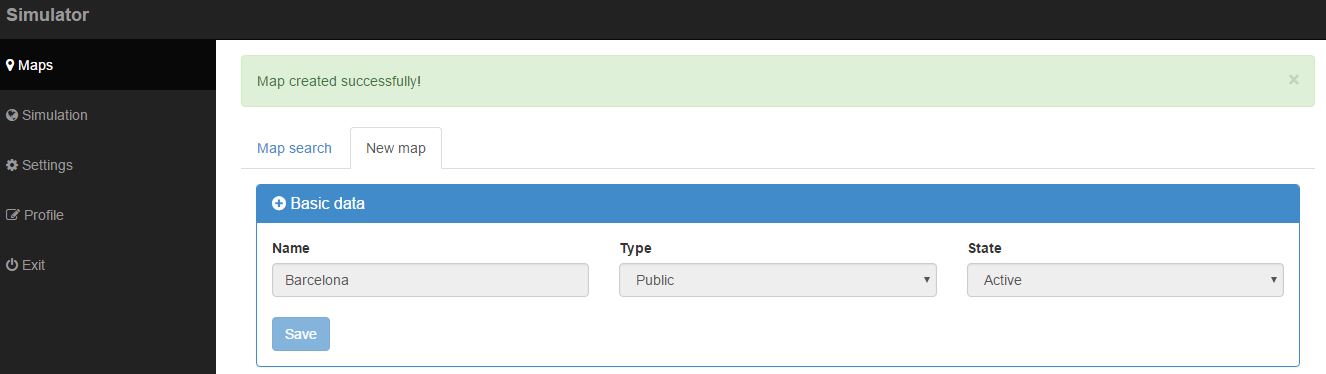 Simulator
Maps
Simulation
Settings
Profile
Exit
Map created successfully!
×
Map search
New map
Basic data
Name
Type
State
Barcelona
Public
Active
Save